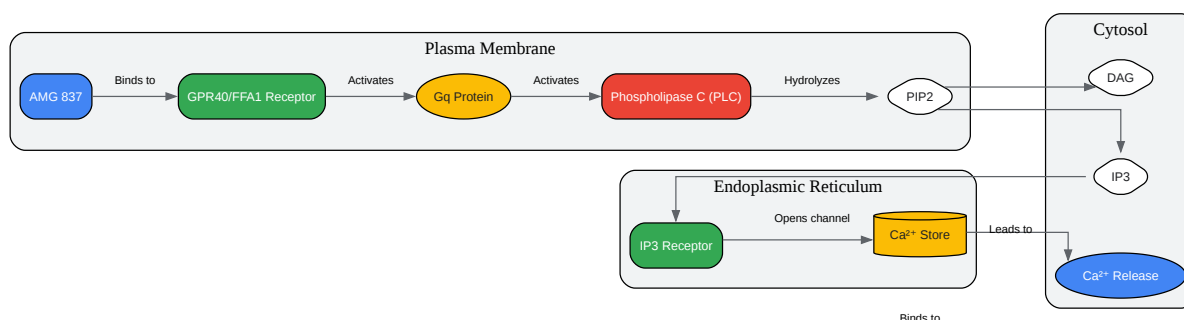 Plasma Membrane
Cytosol
AMG 837
Binds to
GPR40/FFA1 Receptor
Activates
Gq Protein
Activates
Phospholipase C (PLC)
Hydrolyzes
PIP2
DAG
IP3
Endoplasmic Reticulum
IP3 Receptor
Opens channel
Ca²⁺ Store
Leads to
Ca²⁺ Release
Binds to